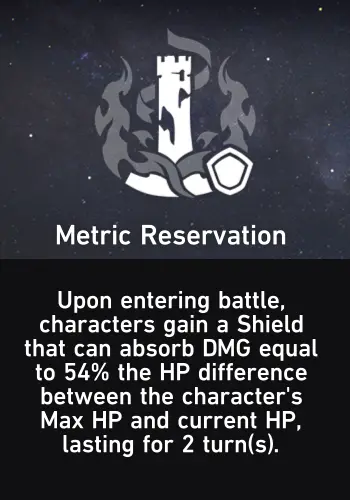 Metric Reservation
Upon entering battle,
characters gain a Shield
that can absorb DMG equal
to 54% the HP difference
between the character's
Max HP and current HP,
lasting for 2 turn(s).